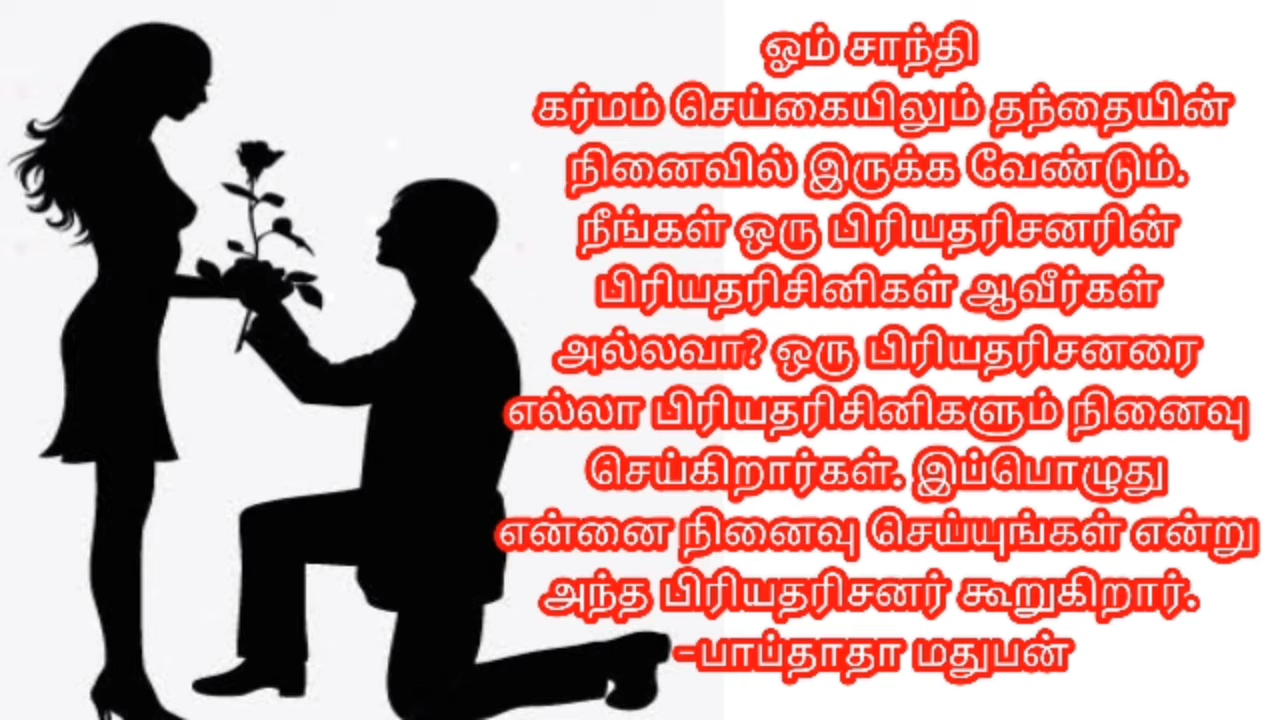 ஓம் சாந்தி
கர்மம் செய்கையிலும் தந்தையின்
நினைவில் இருக்க வேண்டும்.
நீங்கள் ஒரு பிரியதரிசனரின்
பிரியதரிசினிகள் ஆவீர்கள்
அல்லவா? ஒரு பிரியதரிசனரை
எல்லா பிரியதரிசினிகளும் நினைவு
செய்கிறார்கள். இப்பொழுது
என்னை நினைவு செய்யுங்கள் என்று
அந்த பிரியதரிசனர் கூறுகிறார்.
-பாப்தாதா மதுபன்